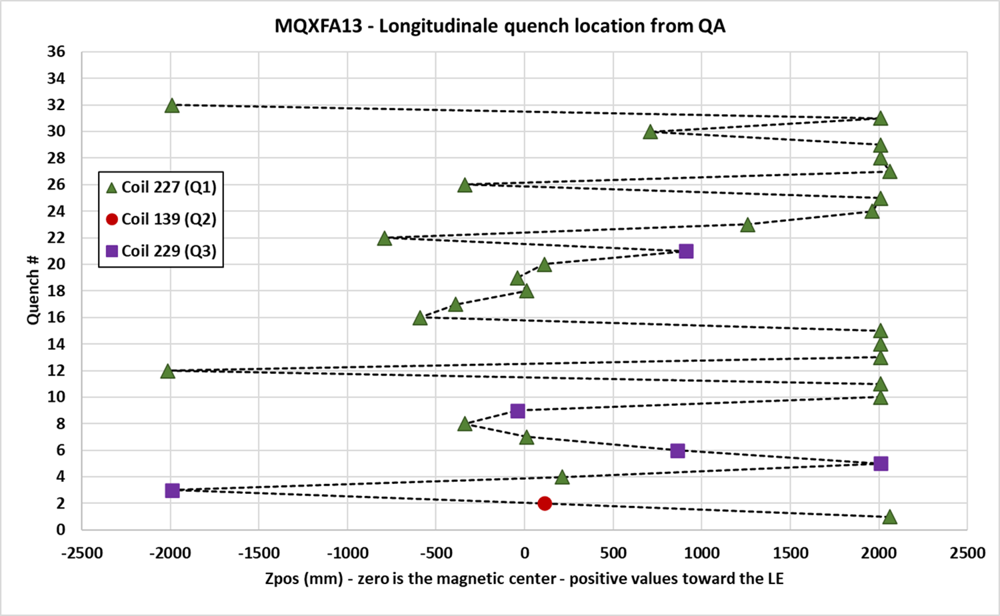 MQXFA13 - Longitudinale quench location from QA
36
34
32
30
28
26
24
22
20
18
16
14
12
10
8
6
4
2
0
Quench #
Coil 227 (Q1)
Coil 139 (Q2)
Coil 229 (Q3)
-2500 -2000 -1500 -1000 -500 0 500 1000 1500 2000 2500
Zpos (mm) - zero is the magnetic center - positive values toward the LE